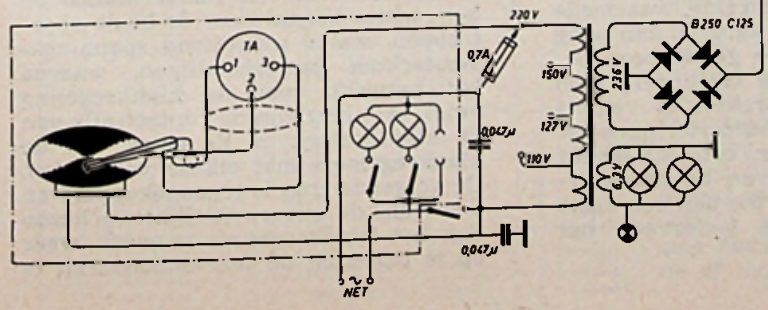 220V
B250 C125
TA
1
3
2
0,7A
150V
236V
127V
0,047µ
110V
6,3V
0,047µ
NET